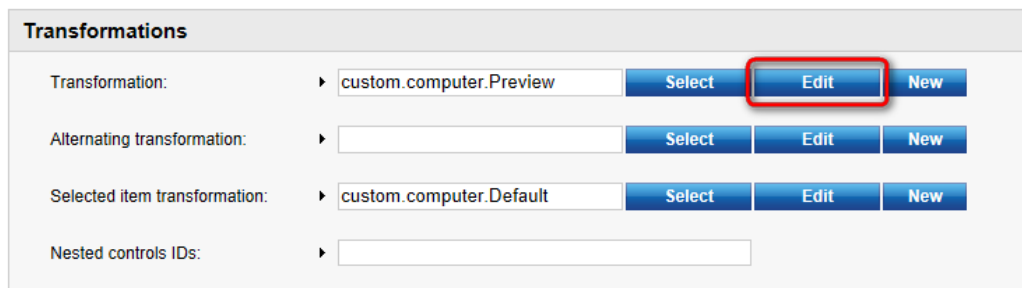 Transformations
Transformation: custom.computer.Preview Select Edit New
Alternating transformation: Select Edit New
Selected item transformation: custom.computer.Default Select Edit New
Nested controls IDs: